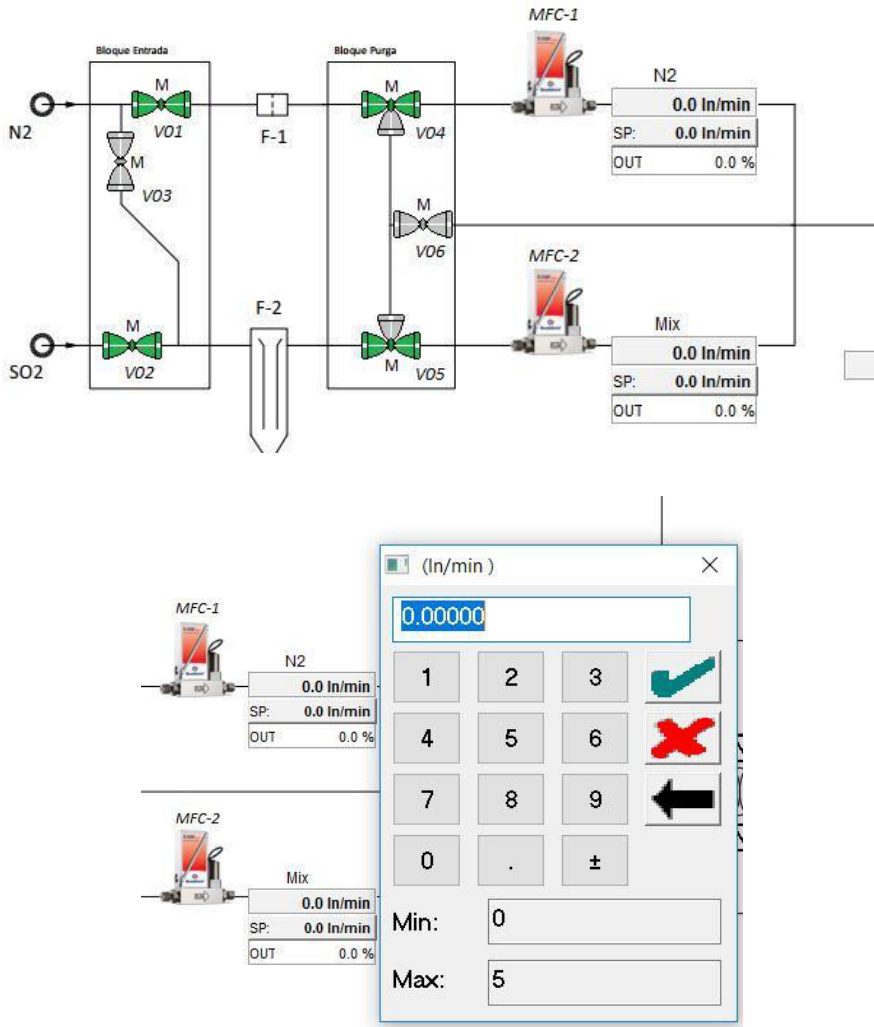 MFC-1
Bloque Entrada
Bloque Purga
N2
M
V01
F-1
M
V04
0.0 ln/min
SP: 0.0 ln/min
OUT 0.0 %
N2
M
V03
M
V06
MFC-2
F-2
Mix
M
V02
M
V05
0.0 ln/min
SP: 0.0 ln/min
OUT 0.0 %
SO2
(ln/min )
0.00000
MFC-1
N2
0.0 ln/min
SP: 0.0 ln/min
OUT 0.0 %
1 2 3
4 5 6
7 8 9
0 . ±
MFC-2
Mix
0.0 ln/min
SP: 0.0 ln/min
OUT 0.0 %
Min: 0
Max: 5